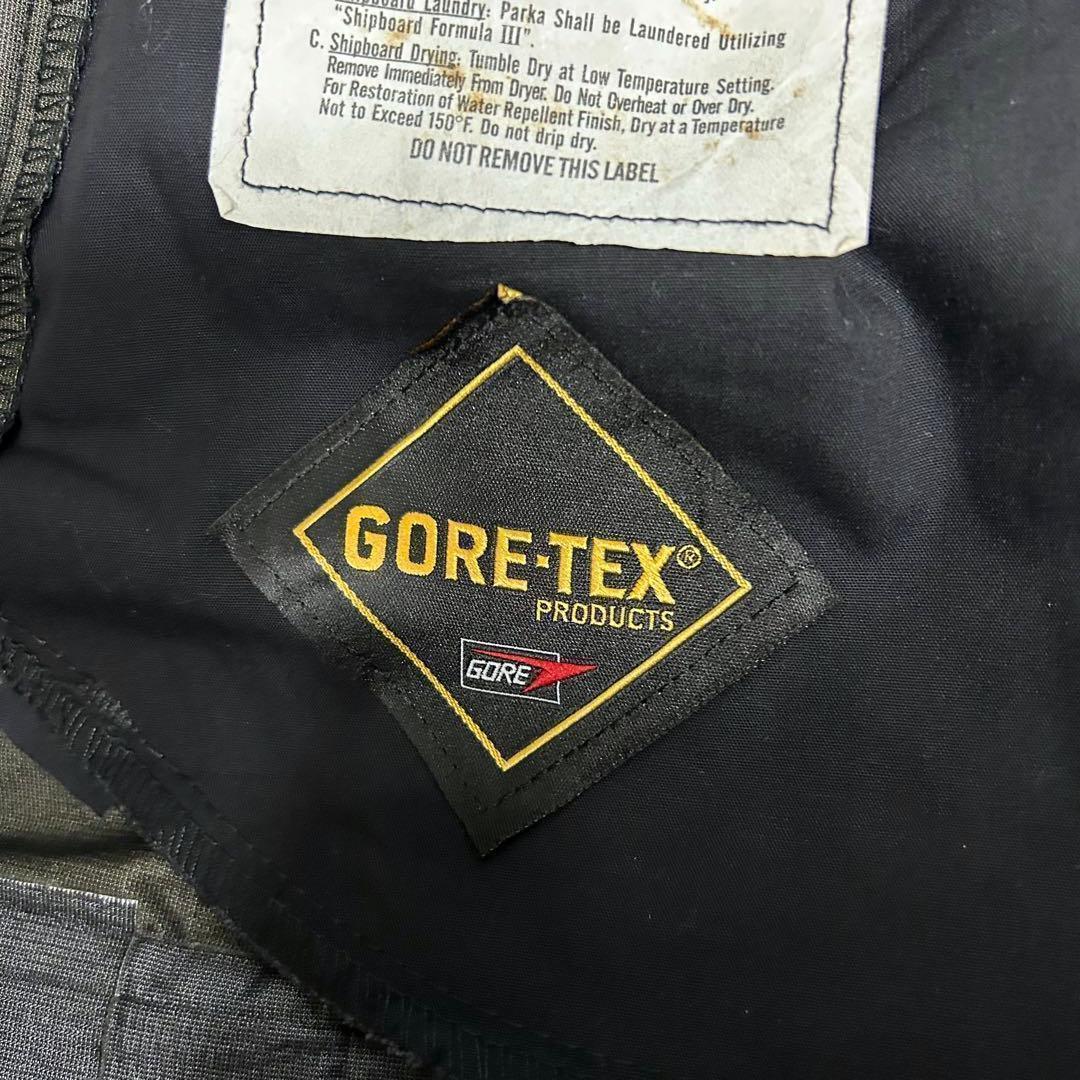 Shipboard Laundry: Parka Shall be Laundered Utilizing
"Shipboard Formula III".
C. Shipboard Drying: Tumble Dry at Low Temperature Setting.
Remove Immediately From Dryer. Do Not Overheat or Over Dry.
For Restoration of Water Repellent Finish, Dry at a Temperature
Not to Exceed 150°F. Do not drip dry.
DO NOT REMOVE THIS LABEL
GORE-TEX®
PRODUCTS
GORE